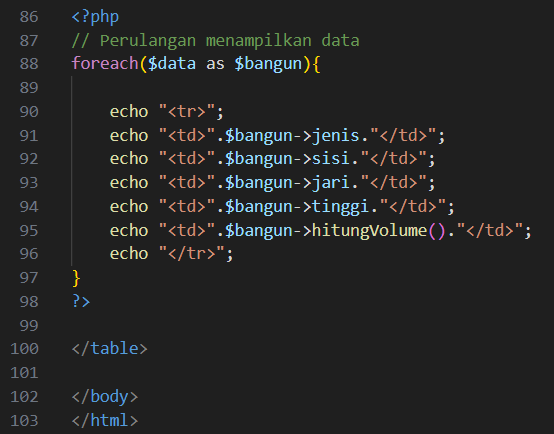 86 <?php
87 // Perulangan menampilkan data
88 foreach($data as $bangun){
89
90     echo "<tr>";
91     echo "<td>".$bangun->jenis."</td>";
92     echo "<td>".$bangun->sisi."</td>";
93     echo "<td>".$bangun->jari."</td>";
94     echo "<td>".$bangun->tinggi."</td>";
95     echo "<td>".$bangun->hitungVolume()."</td>";
96     echo "</tr>";
97 }
98 ?>
99
100 </table>
101
102 </body>
103 </html>